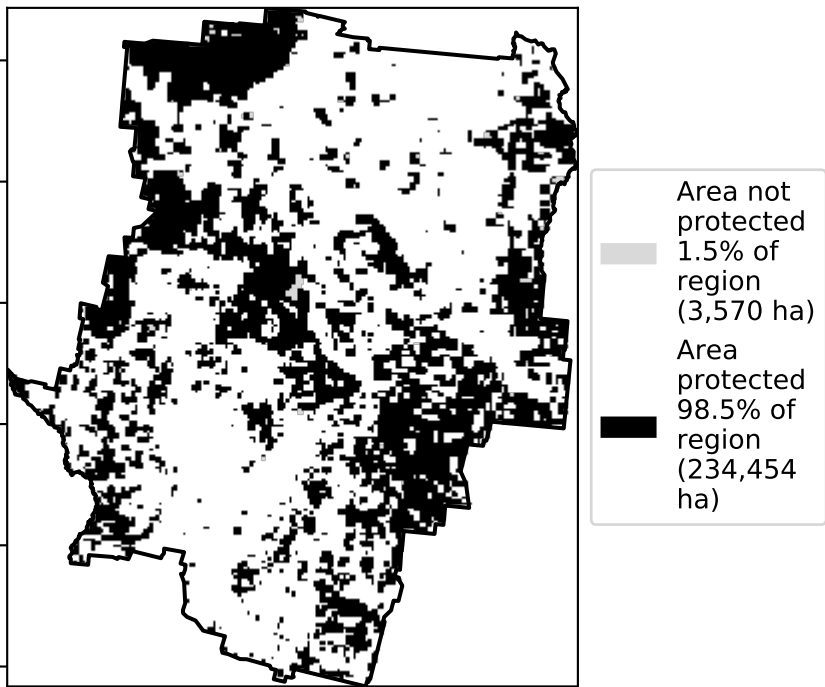 Area not
protected
1.5% of
region
(3,570 ha)
Area
protected
98.5% of
region
(234,454
ha)